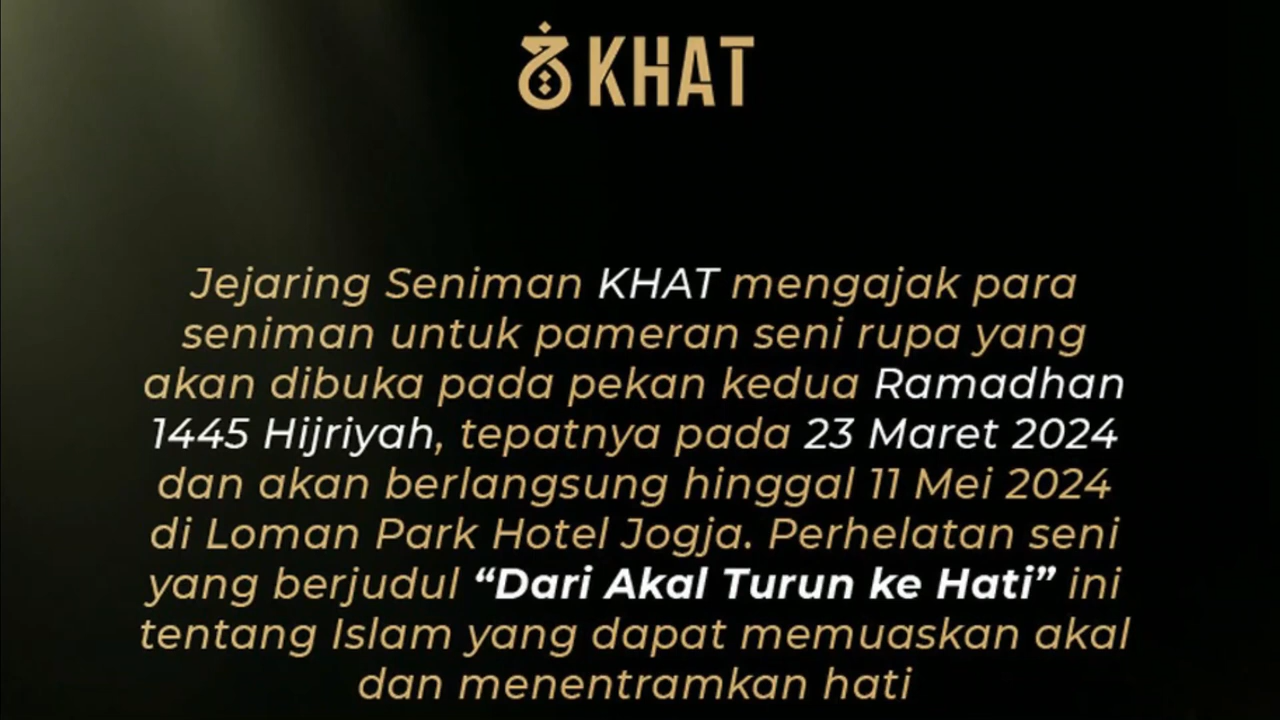 KHAT
Jejaring Seniman KHAT mengajak para
seniman untuk pameran seni rupa yang
akan dibuka pada pekan kedua Ramadhan
1445 Hijriyah, tepatnya pada 23 Maret 2024
dan akan berlangsung hinggal 11 Mei 2024
di Loman Park Hotel Jogja. Perhelatan seni
yang berjudul “Dari Akal Turun ke Hati” ini
tentang Islam yang dapat memuaskan akal
dan menentramkan hati